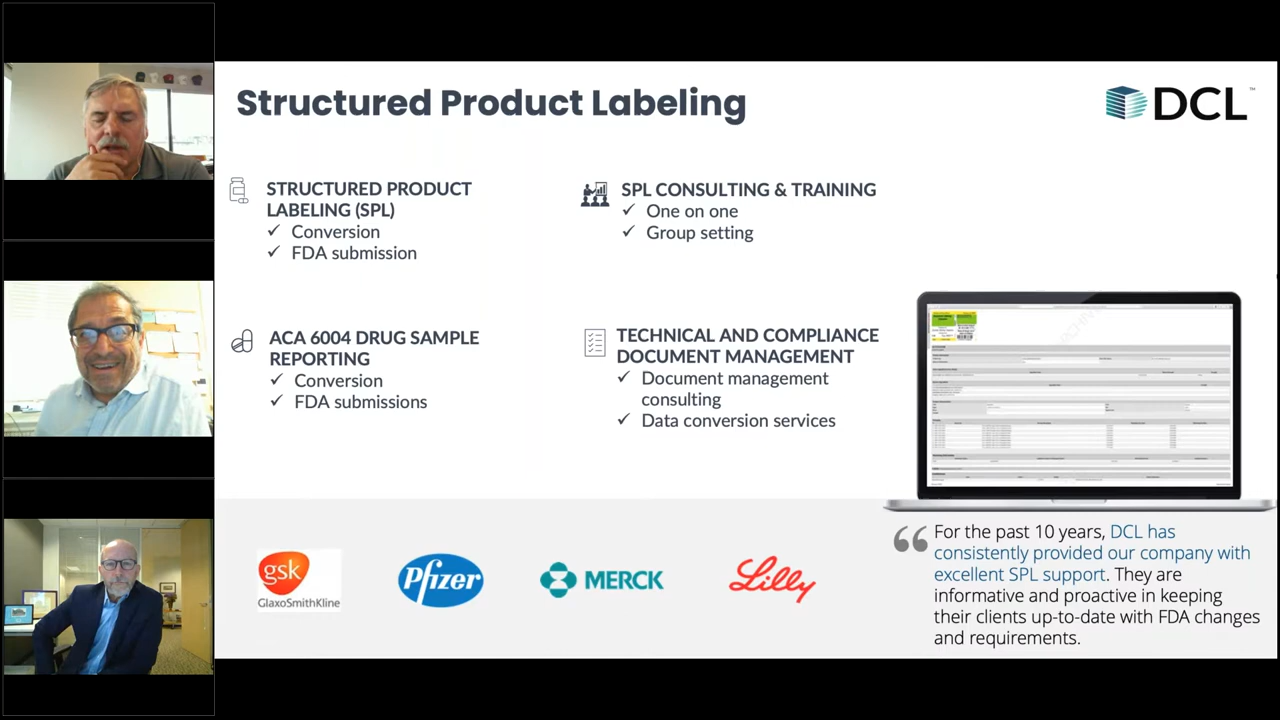 Structured Product Labeling
DCL™
STRUCTURED PRODUCT
LABELING (SPL)
✓ Conversion
✓ FDA submission
SPL CONSULTING & TRAINING
✓ One on one
✓ Group setting
ACA 6004 DRUG SAMPLE
REPORTING
✓ Conversion
✓ FDA submissions
TECHNICAL AND COMPLIANCE
DOCUMENT MANAGEMENT
✓ Document management
consulting
✓ Data conversion services
gsk
GlaxoSmithKline
Pfizer
MERCK
Lilly
“ For the past 10 years, DCL has
consistently provided our company with
excellent SPL support. They are
informative and proactive in keeping
their clients up-to-date with FDA changes
and requirements.